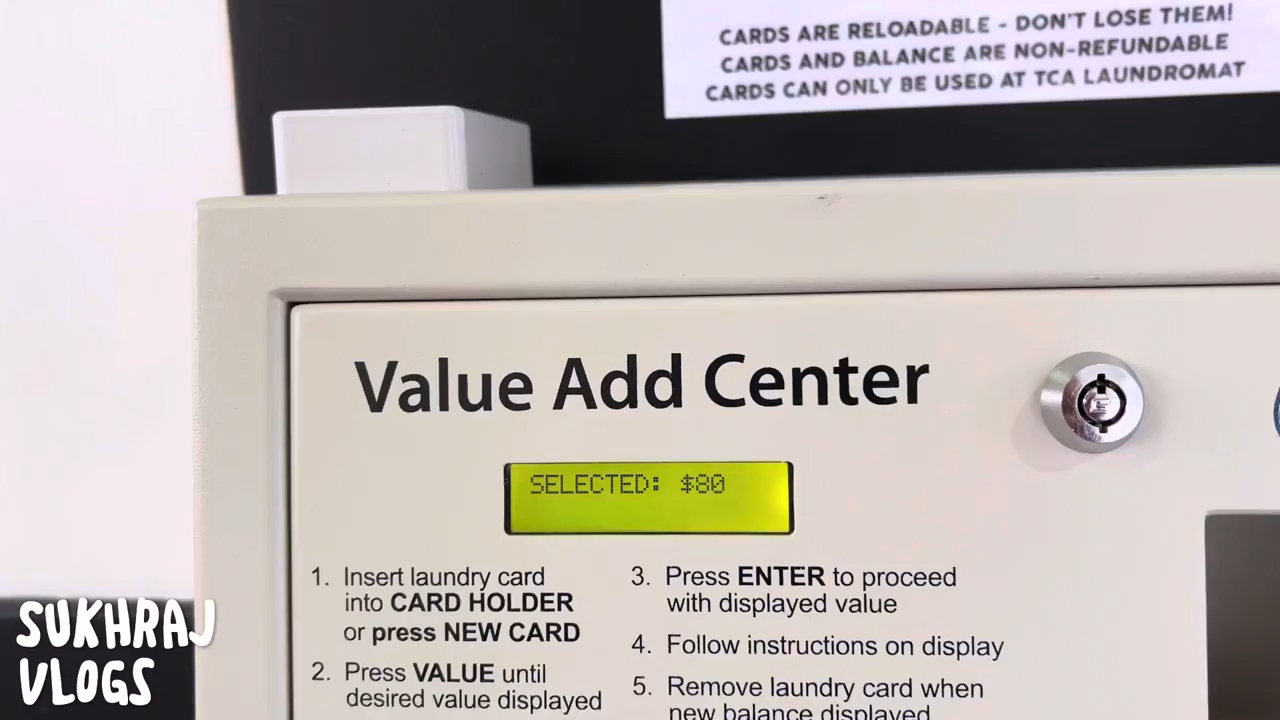 CARDS ARE RELOADABLE - DON'T LOSE THEM!
CARDS AND BALANCE ARE NON-REFUNDABLE
CARDS CAN ONLY BE USED AT TCA LAUNDROMAT
Value Add Center
SELECTED: $80
1. Insert laundry card
into CARD HOLDER
or press NEW CARD
2. Press VALUE until
desired value displayed
3. Press ENTER to proceed
with displayed value
4. Follow instructions on display
5. Remove laundry card when
new balance displayed
SUKHRAJ
VLOGS